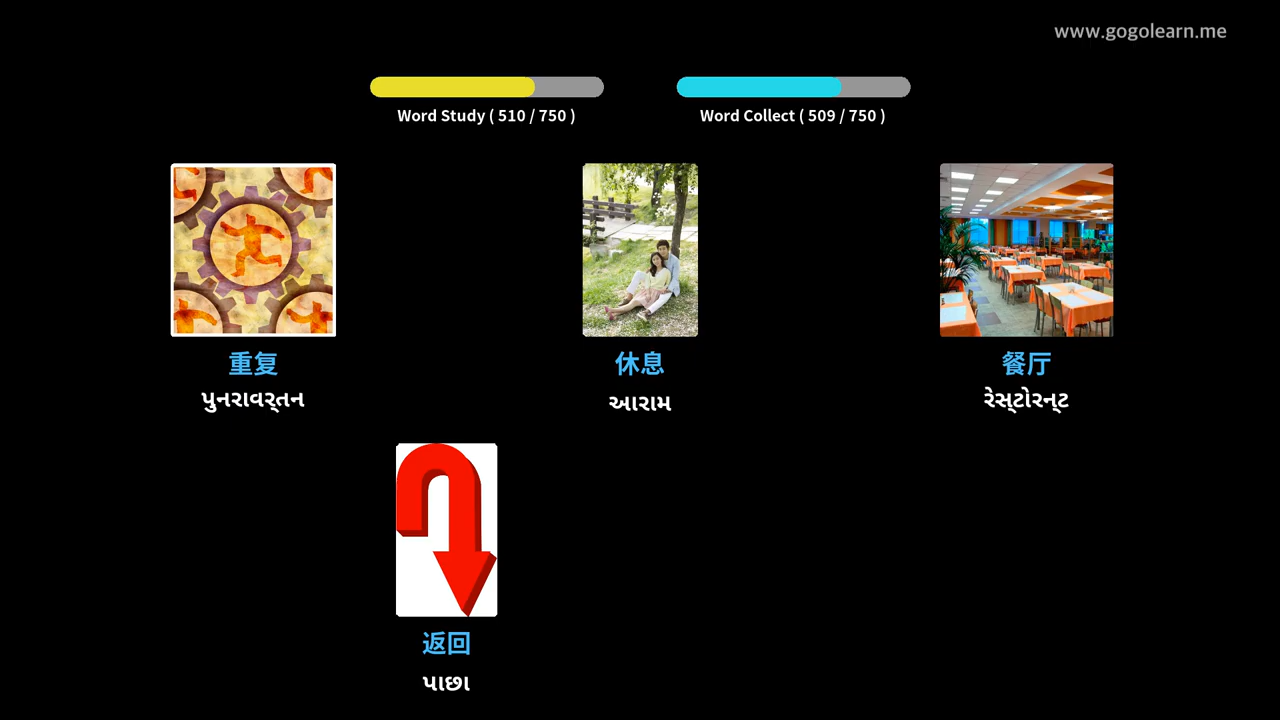 www.gogolearn.me
Word Study ( 510 / 750 )
Word Collect ( 509 / 750 )
重复
પુનરાવર્તન
休息
આરામ
餐厅
રેસ્ટોરન્ટ
返回
પાછા